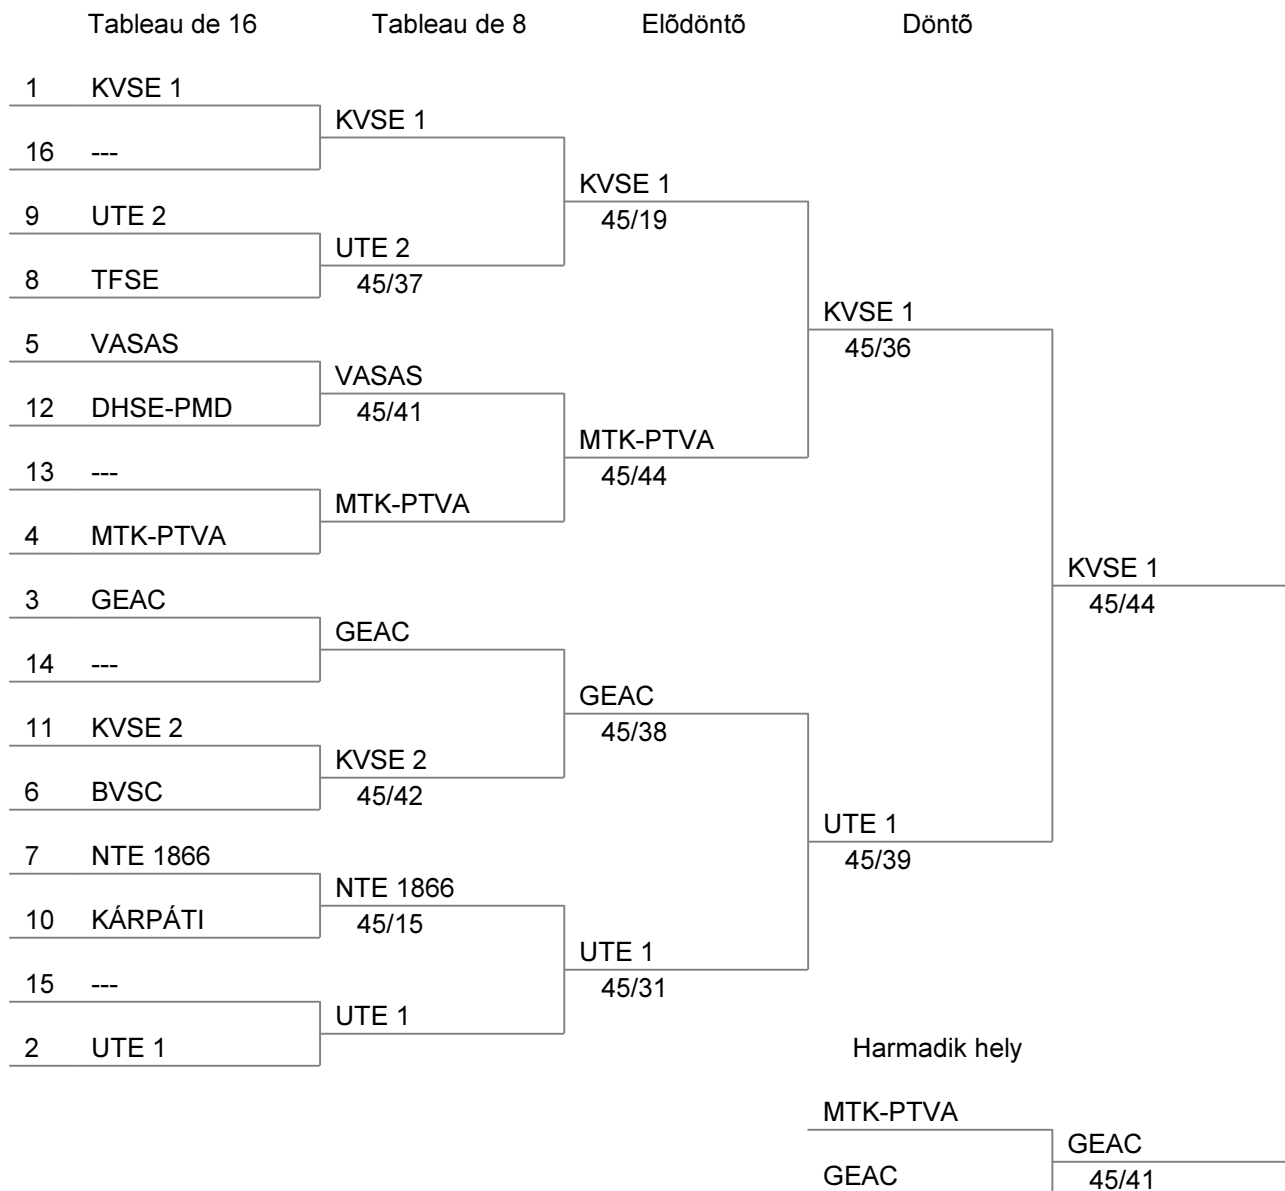 Tableau de 16 Tableau de 8 Elõdöntõ Döntõ
1 KVSE 1
KVSE 1
16 ---
KVSE 1
9 UTE 2
45/19
UTE 2
8 TFSE
45/37
KVSE 1
5 VASAS
45/36
VASAS
12 DHSE-PMD
45/41
MTK-PTVA
13 ---
45/44
MTK-PTVA
4 MTK-PTVA
KVSE 1
3 GEAC
45/44
GEAC
14 ---
GEAC
11 KVSE 2
45/38
KVSE 2
6 BVSC
45/42
UTE 1
7 NTE 1866
45/39
NTE 1866
10 KÁRPÁTI
45/15
UTE 1
15 ---
45/31
UTE 1
2 UTE 1
Harmadik hely
MTK-PTVA
GEAC
GEAC
45/41